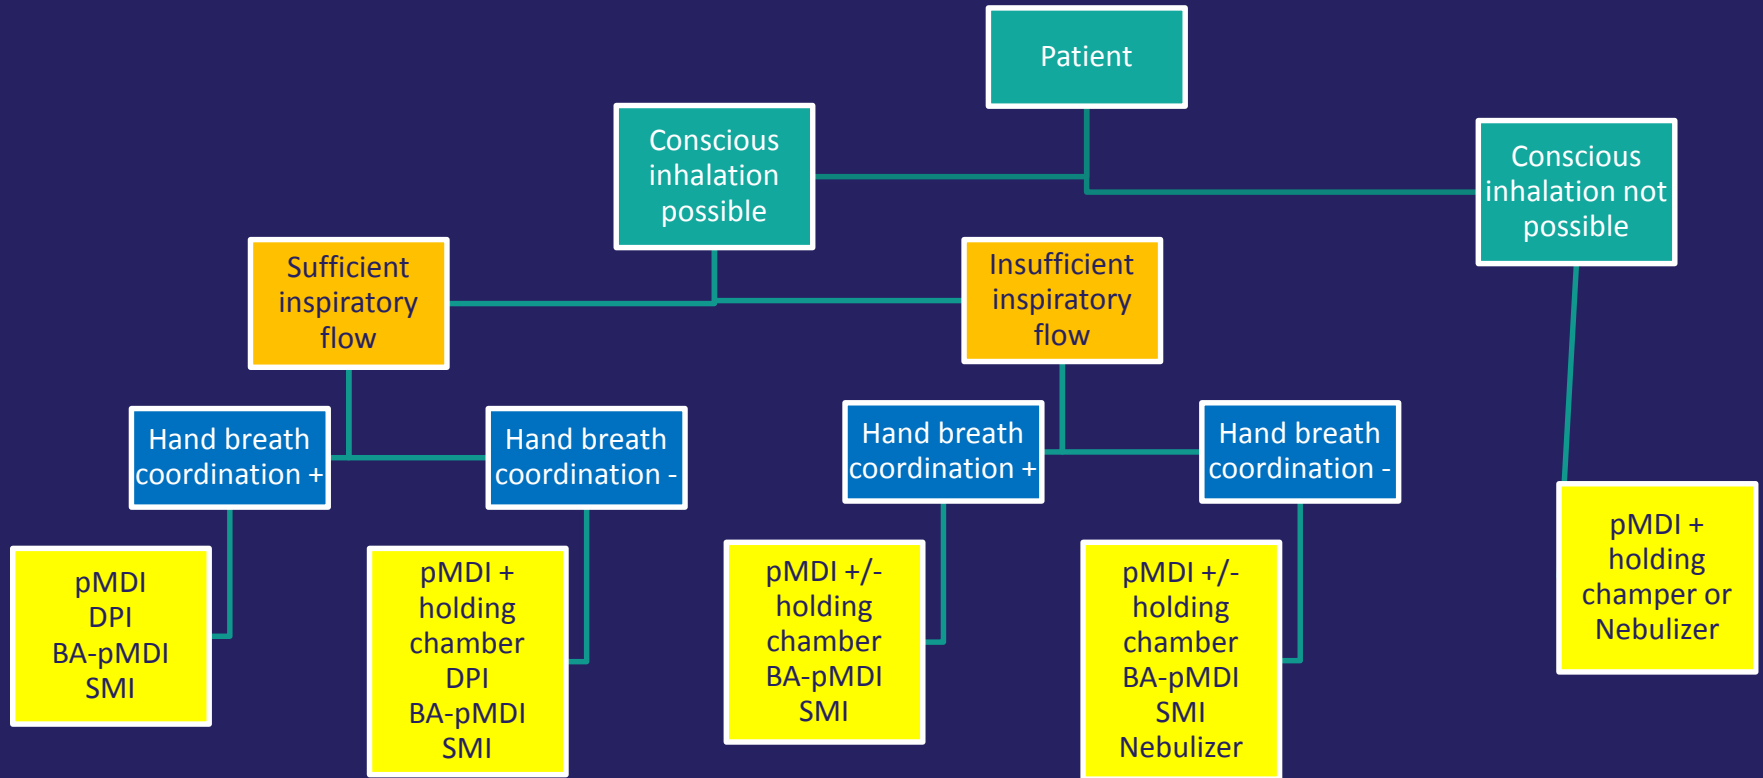 Patient
Conscious
inhalation
possible
Conscious
inhalation not
possible
Sufficient
inspiratory
flow
Insufficient
inspiratory
flow
Hand breath
coordination +
Hand breath
coordination -
Hand breath
coordination +
Hand breath
coordination -
pMDI
DPI
BA-pMDI
SMI
pMDI +
holding
chamber
DPI
BA-pMDI
SMI
pMDI +/-
holding
chamber
BA-pMDI
SMI
pMDI +/-
holding
chamber
BA-pMDI
SMI
Nebulizer
pMDI +
holding
champer or
Nebulizer